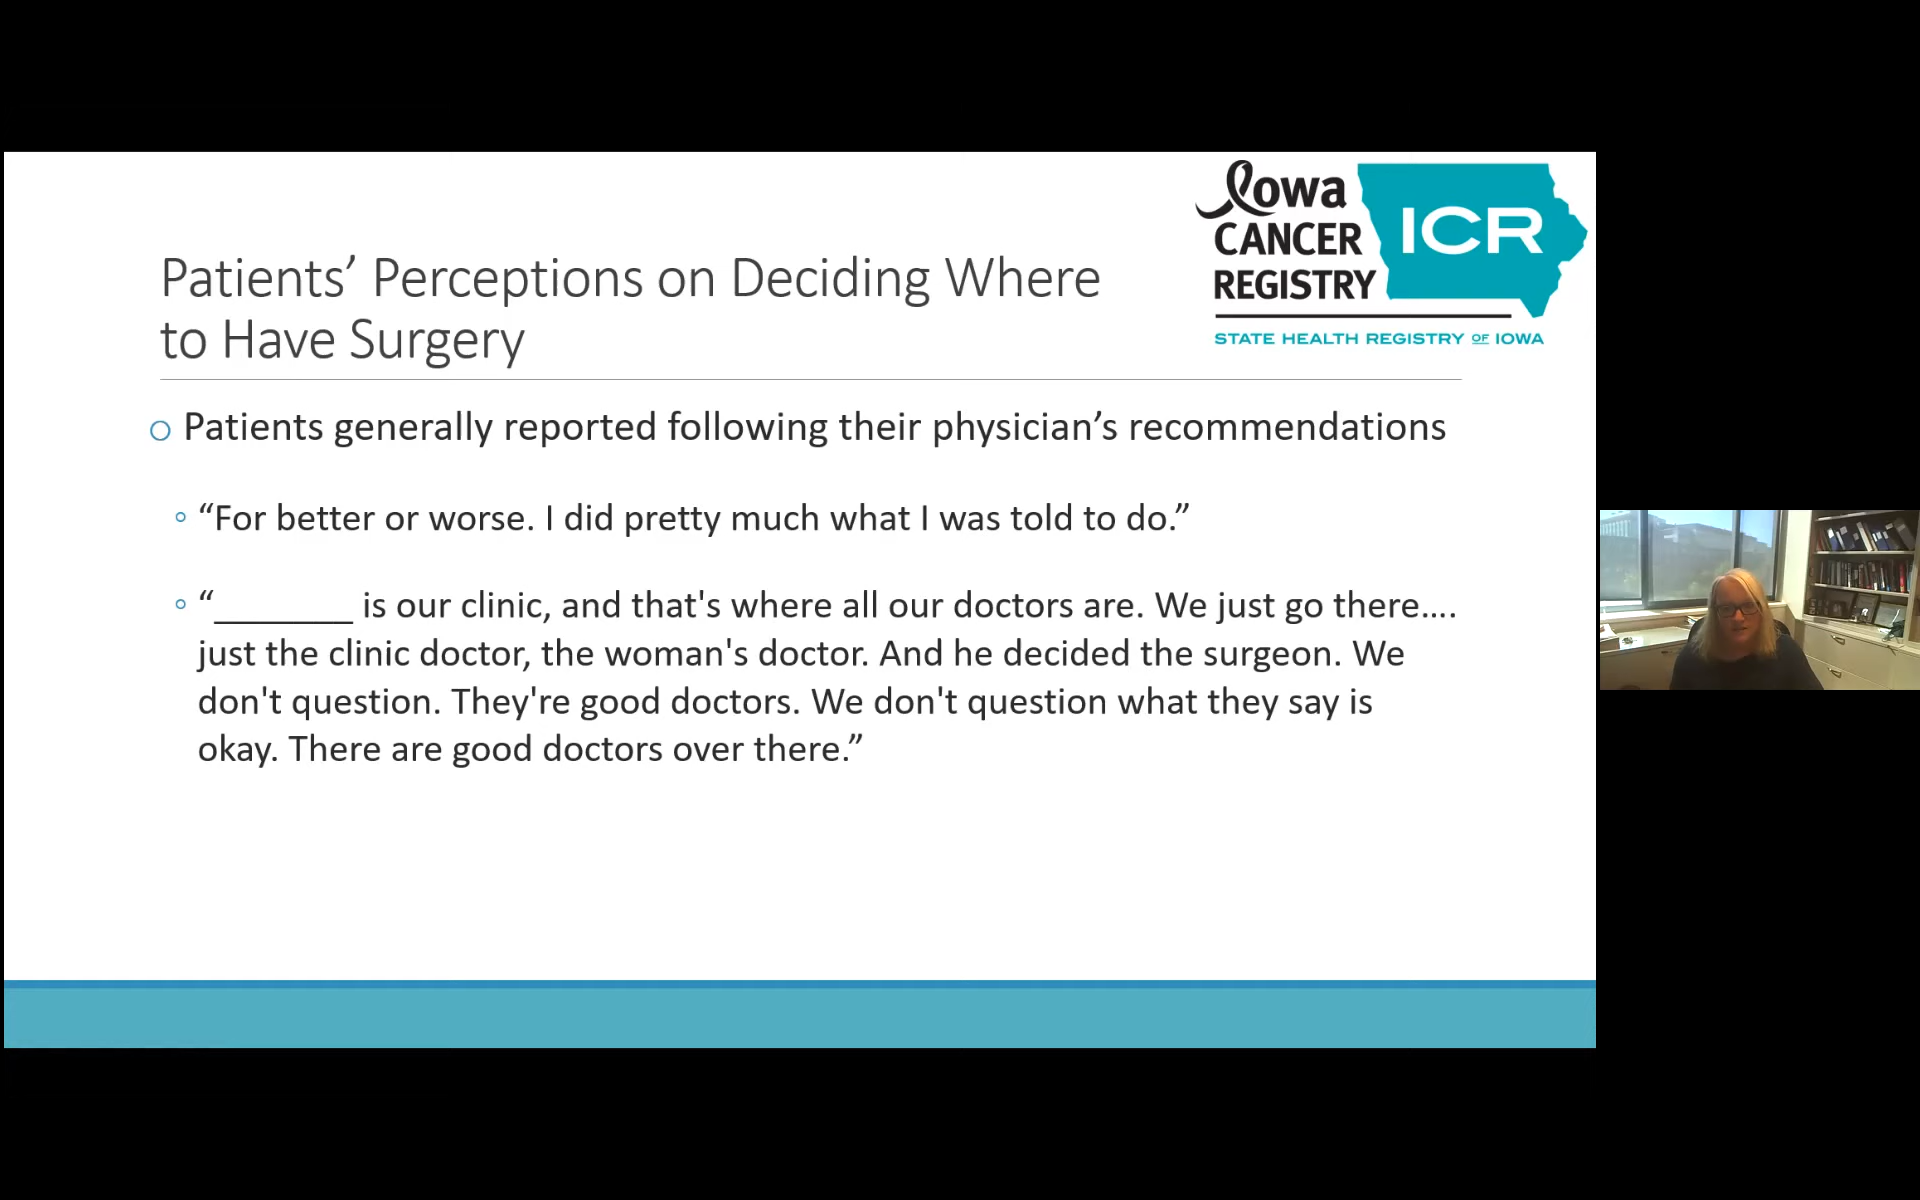 Iowa
CANCER
REGISTRY
ICR
STATE HEALTH REGISTRY OF IOWA
Patients’ Perceptions on Deciding Where
to Have Surgery
Patients generally reported following their physician’s recommendations
“For better or worse. I did pretty much what I was told to do.”
“_______ is our clinic, and that's where all our doctors are. We just go there….
just the clinic doctor, the woman's doctor. And he decided the surgeon. We
don't question. They're good doctors. We don't question what they say is
okay. There are good doctors over there.”